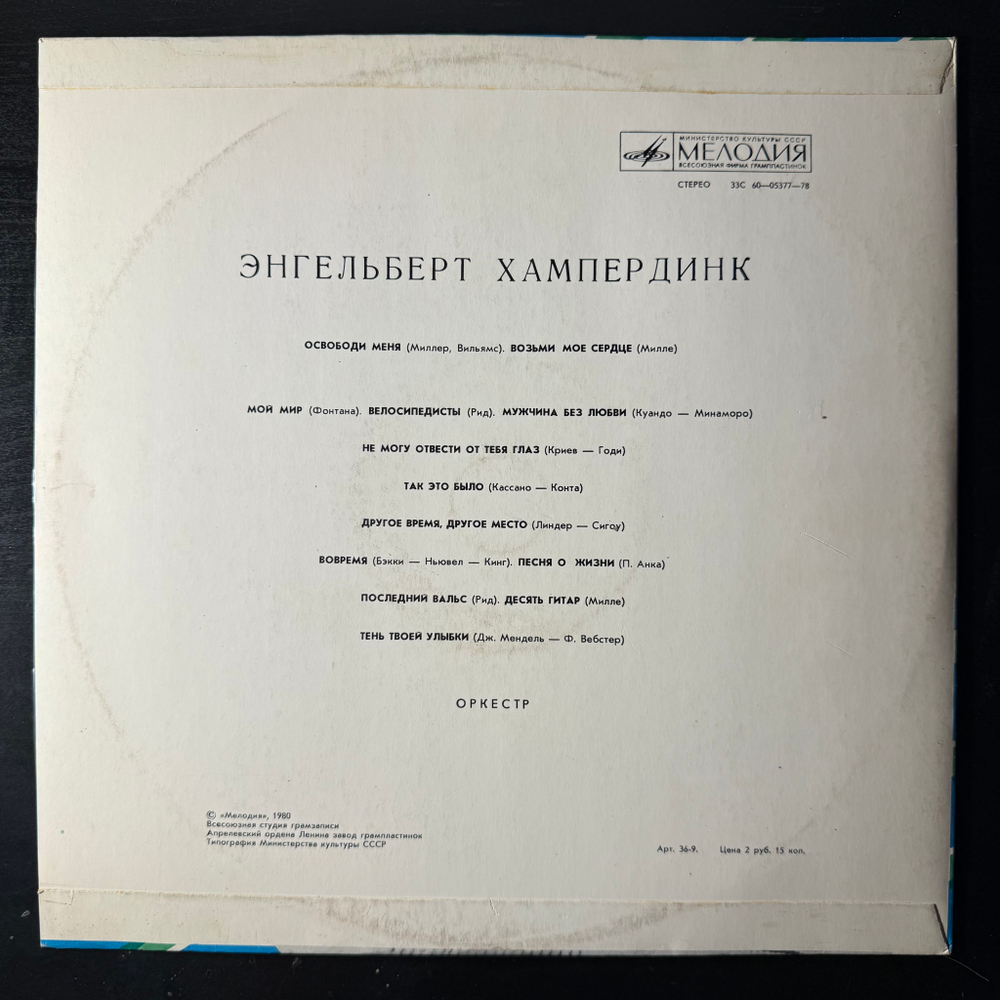 МИНИСТЕРСТВО КУЛЬТУРЫ СССР
МЕЛОДИЯ
ВСЕСОЮЗНАЯ ФИРМА ГРАМПЛАСТИНОК
СТЕРЕО 33С 60—05377—78
ЭНГЕЛЬБЕРТ ХАМПЕРДИНК
ОСВОБОДИ МЕНЯ (Миллер, Вильямс). ВОЗЬМИ МОЕ СЕРДЦЕ (Милле)
МОЙ МИР (Фонтана). ВЕЛОСИПЕДИСТЫ (Рид). МУЖЧИНА БЕЗ ЛЮБВИ (Куандо — Минаморо)
НЕ МОГУ ОТВЕСТИ ОТ ТЕБЯ ГЛАЗ (Криев — Годи)
ТАК ЭТО БЫЛО (Кассано — Конта)
ДРУГОЕ ВРЕМЯ, ДРУГОЕ МЕСТО (Линдер — Сигоу)
ВОВРЕМЯ (Бэкки — Ньювел — Кинг). ПЕСНЯ О ЖИЗНИ (П. Анка)
ПОСЛЕДНИЙ ВАЛЬС (Рид). ДЕСЯТЬ ГИТАР (Милле)
ТЕНЬ ТВОЕЙ УЛЫБКИ (Дж. Мендель — Ф. Вебстер)
ОРКЕСТР
© «Мелодия», 1980
Всесоюзная студия грамзаписи
Апрелевский ордена Ленина завод грампластинок
Типография Министерства культуры СССР
Арт. 36-9. Цена 2 руб. 15 коп.